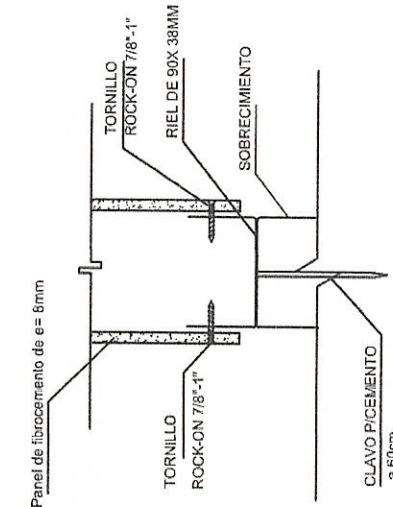 Panel de fibrocemento de e= 8mm
TORNILLO
ROCK-ON 7/8"-1"
RIEL DE 90X 38MM
SOBRECIMIENTO
TORNILLO
ROCK-ON 7/8"-1"
CLAVO P/CEMENTO